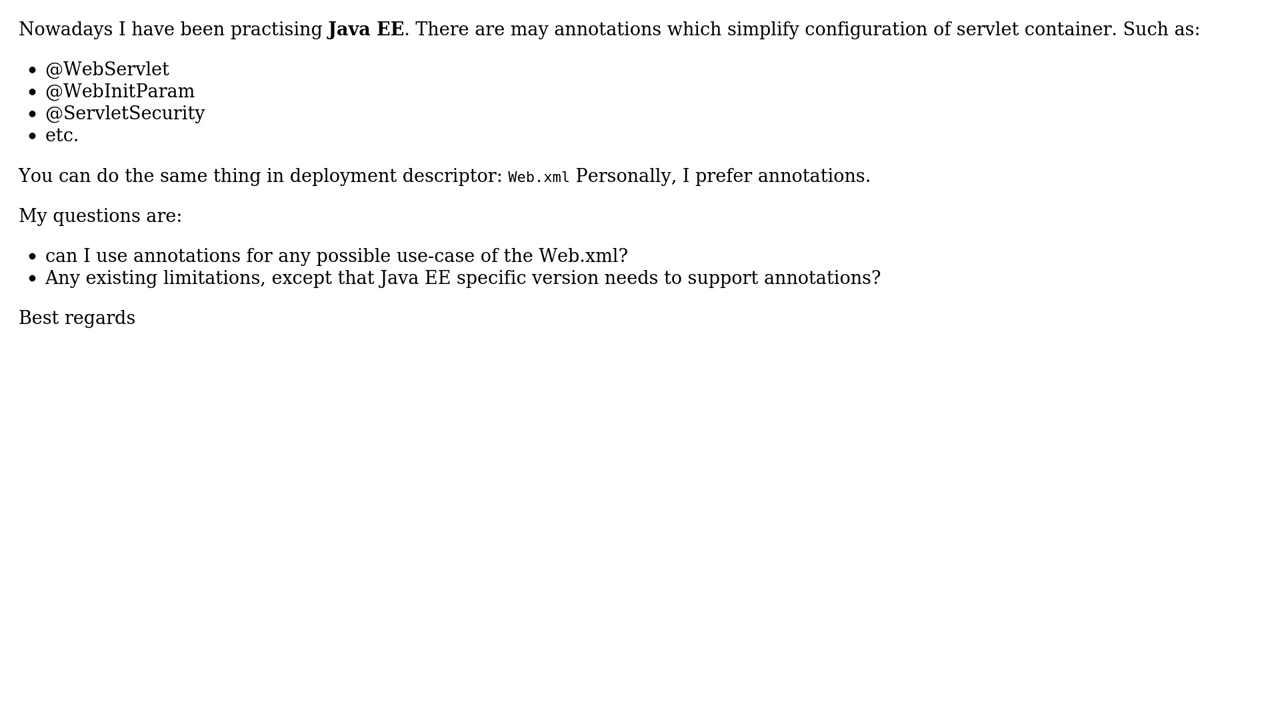 Nowadays I have been practising Java EE. There are may annotations which simplify configuration of servlet container. Such as:
• @WebServlet
• @WebInitParam
• @ServletSecurity
• etc.
You can do the same thing in deployment descriptor: Web.xml Personally, I prefer annotations.
My questions are:
• can I use annotations for any possible use-case of the Web.xml?
• Any existing limitations, except that Java EE specific version needs to support annotations?
Best regards